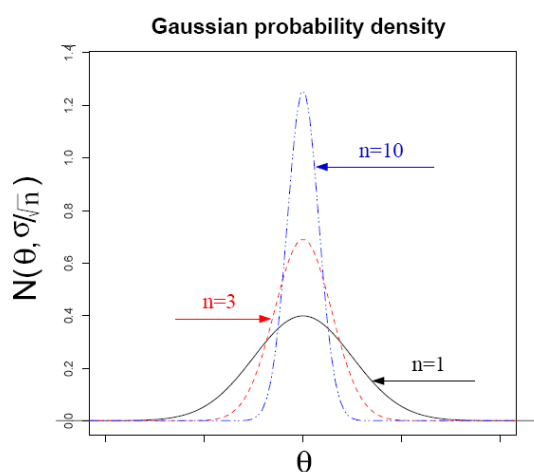 Gaussian probability density
1.4
1.2
1.0
0.8
0.6
0.4
0.2
0.0
N(θ, σ/√n)
n=10
n=3
n=1
θ